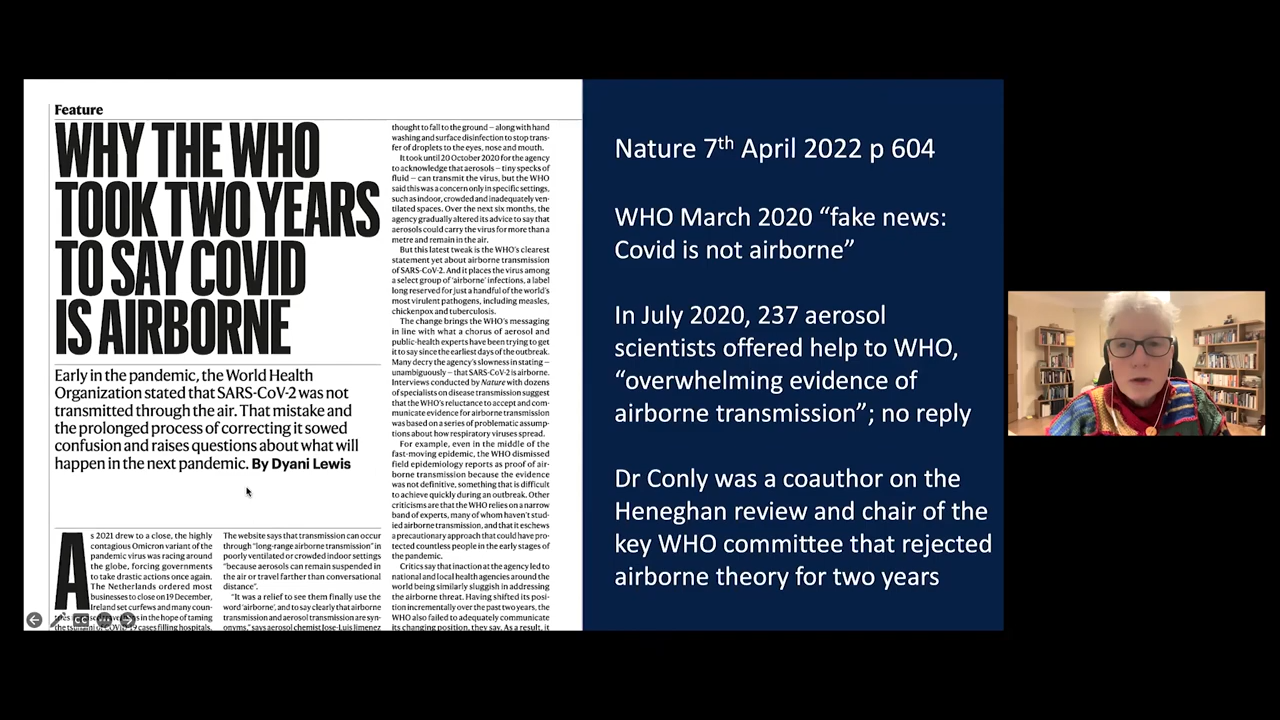 Feature
WHY THE WHO
TOOK TWO YEARS
TO SAY COVID
IS AIRBORNE
Early in the pandemic, the World Health
Organization stated that SARS-CoV-2 was not
transmitted through the air. That mistake and
the prolonged process of correcting it sowed
confusion and raises questions about what will
happen in the next pandemic. By Dyani Lewis
As 2021 drew to a close, the highly
contagious Omicron variant of the
pandemic virus was racing around
the globe, forcing governments
to take drastic actions once again.
The Netherlands ordered most
businesses to close on 19 December,
Ireland set curfews and many coun-
in the hope of taming
cases filling hospitals.
The website says that transmission can occur
through “long-range airborne transmission” in
poorly ventilated or crowded indoor settings
“because aerosols can remain suspended in
the air or travel farther than conversational
distance”.
“It was a relief to see them finally use the
word ‘airborne’, and to say clearly that airborne
transmission and aerosol transmission are syn-
onyms,” says aerosol chemist Jose-Luis Jimenez
thought to fall to the ground — along with hand
washing and surface disinfection to stop trans-
fer of droplets to the eyes, nose and mouth.
It took until 20 October 2020 for the agency
to acknowledge that aerosols — tiny specks of
fluid — can transmit the virus, but the WHO
said this was a concern only in specific settings,
such as indoor, crowded and inadequately ven-
tilated spaces. Over the next six months, the
agency gradually altered its advice to say that
aerosols could carry the virus for more than a
metre and remain in the air.
But this latest tweak is the WHO’s clearest
statement yet about airborne transmission
of SARS-CoV-2. And it places the virus among
a select group of ‘airborne’ infections, a label
long reserved for just a handful of the world’s
most virulent pathogens, including measles,
chickenpox and tuberculosis.
The change brings the WHO’s messaging
in line with what a chorus of aerosol and
public-health experts have been trying to get
it to say since the earliest days of the outbreak.
Many decry the agency’s slowness in stating —
unambiguously — that SARS-CoV-2 is airborne.
Interviews conducted by Nature with dozens
of specialists on disease transmission suggest
that the WHO’s reluctance to accept and com-
municate evidence for airborne transmission
was based on a series of problematic assump-
tions about how respiratory viruses spread.
For example, even in the middle of the
fast-moving epidemic, the WHO dismissed
field epidemiology reports as proof of air-
borne transmission because the evidence
was not definitive, something that is difficult
to achieve quickly during an outbreak. Other
criticisms are that the WHO relies on a narrow
band of experts, many of whom haven’t stud-
ied airborne transmission, and that it eschews
a precautionary approach that could have pro-
tected countless people in the early stages of
the pandemic.
Critics say that inaction at the agency led to
national and local health agencies around the
world being similarly sluggish in addressing
the airborne threat. Having shifted its posi-
tion incrementally over the past two years, the
WHO also failed to adequately communicate
its changing position, they say. As a result, it
Nature 7th April 2022 p 604
WHO March 2020 “fake news:
Covid is not airborne”
In July 2020, 237 aerosol
scientists offered help to WHO,
“overwhelming evidence of
airborne transmission”; no reply
Dr Conly was a coauthor on the
Heneghan review and chair of the
key WHO committee that rejected
airborne theory for two years